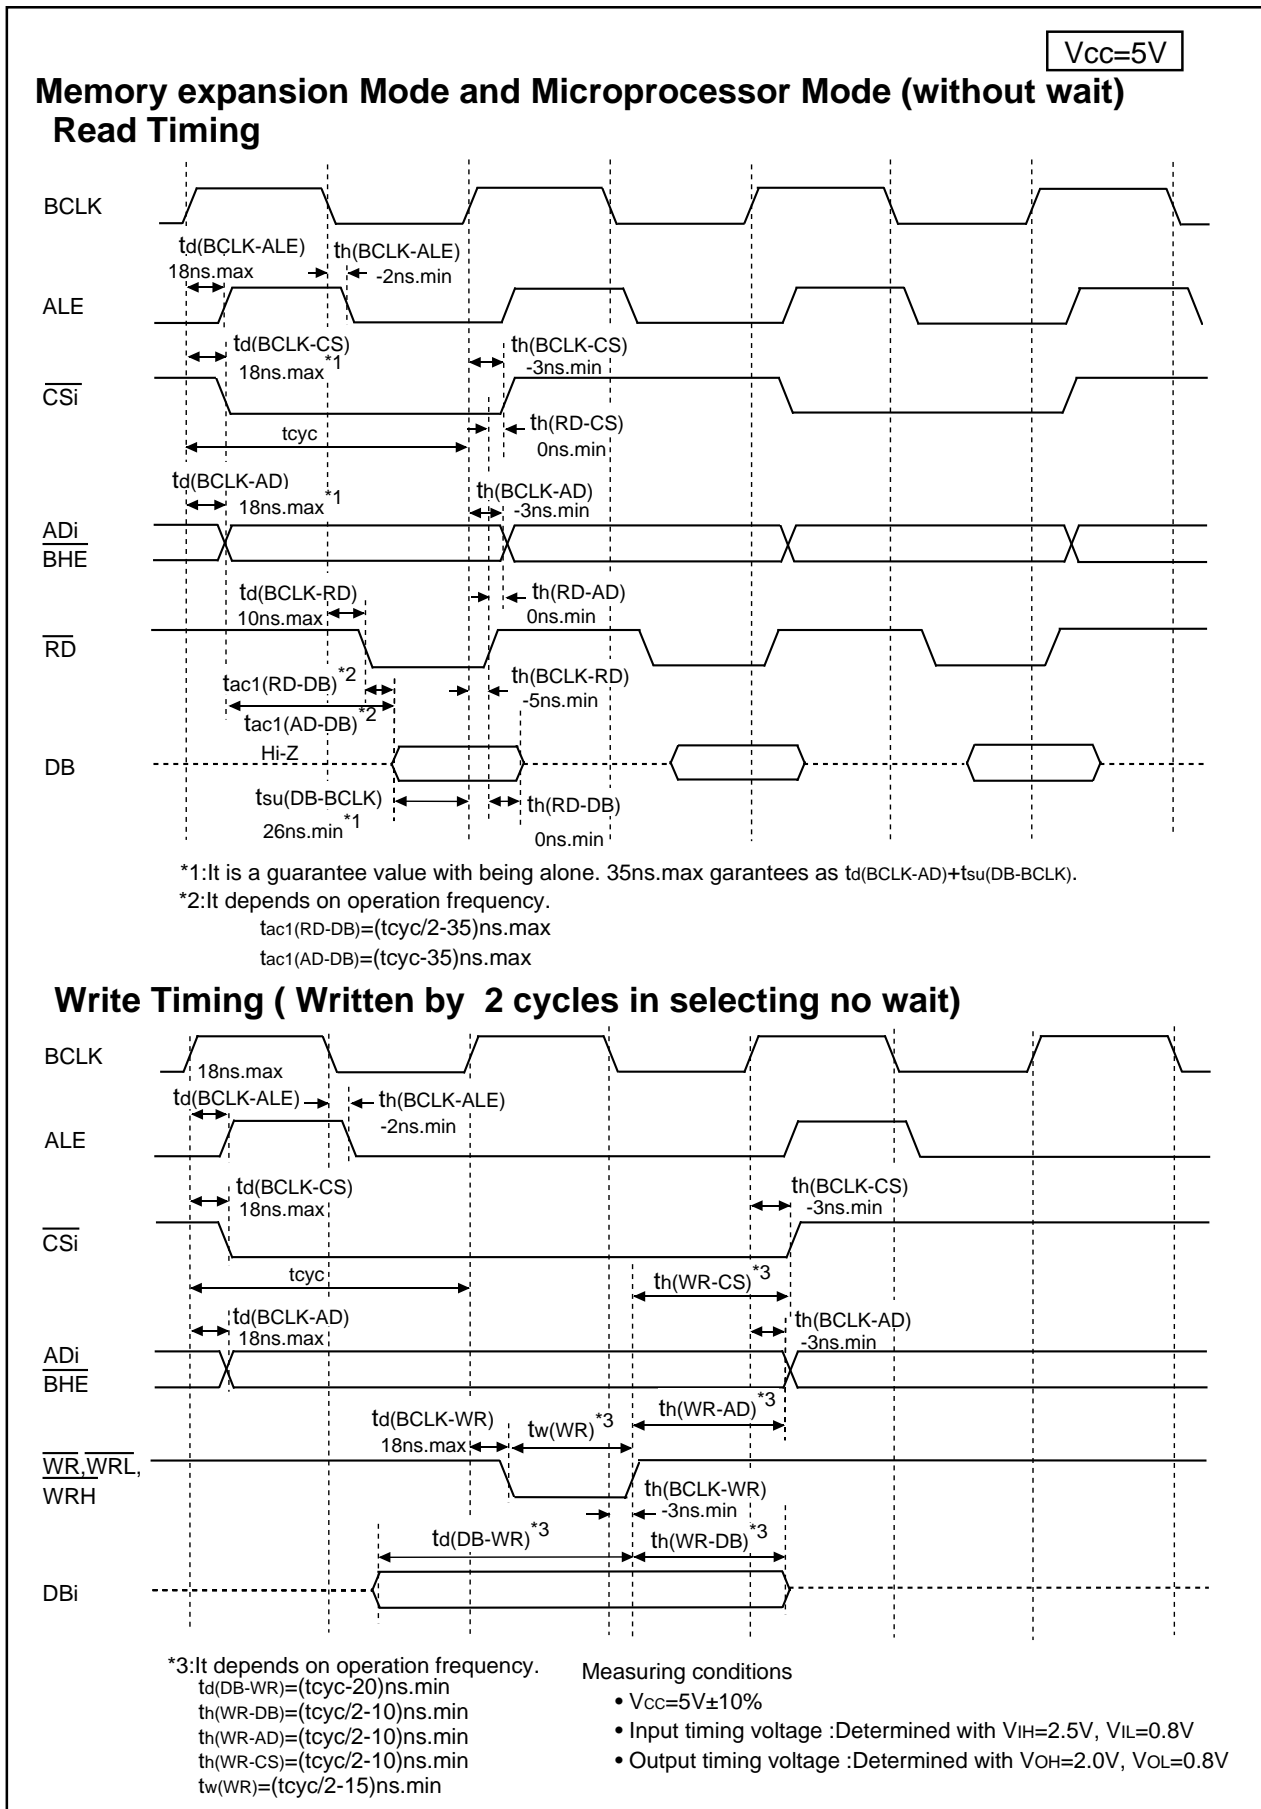 Vcc=5V
Memory expansion Mode and Microprocessor Mode (without wait)
Read Timing
BCLK
td(BCLK-ALE)
18ns.max
th(BCLK-ALE)
-2ns.min
ALE
td(BCLK-CS)
18ns.max*1
th(BCLK-CS)
-3ns.min
CSi
tcyc
th(RD-CS)
0ns.min
td(BCLK-AD)
18ns.max*1
th(BCLK-AD)
-3ns.min
ADi
BHE
td(BCLK-RD)
10ns.max
th(RD-AD)
0ns.min
RD
tac1(RD-DB)*2
th(BCLK-RD)
-5ns.min
tac1(AD-DB)*2
Hi-Z
DB
tsu(DB-BCLK)
26ns.min*1
th(RD-DB)
0ns.min
*1:It is a guarantee value with being alone. 35ns.max garantees as td(BCLK-AD)+tsu(DB-BCLK).
*2:It depends on operation frequency.
tac1(RD-DB)=(tcyc/2-35)ns.max
tac1(AD-DB)=(tcyc-35)ns.max
Write Timing ( Written by 2 cycles in selecting no wait)
BCLK
18ns.max
td(BCLK-ALE)
th(BCLK-ALE)
-2ns.min
ALE
td(BCLK-CS)
18ns.max
th(BCLK-CS)
-3ns.min
CSi
tcyc
th(WR-CS)*3
td(BCLK-AD)
18ns.max
th(BCLK-AD)
-3ns.min
ADi
BHE
td(BCLK-WR)
18ns.max
tw(WR)*3
th(WR-AD)*3
WR,WRL,
WRH
th(BCLK-WR)
-3ns.min
td(DB-WR)*3
th(WR-DB)*3
DBi
*3:It depends on operation frequency.
td(DB-WR)=(tcyc-20)ns.min
th(WR-DB)=(tcyc/2-10)ns.min
th(WR-AD)=(tcyc/2-10)ns.min
th(WR-CS)=(tcyc/2-10)ns.min
tw(WR)=(tcyc/2-15)ns.min
Measuring conditions
• VCC=5V±10%
• Input timing voltage :Determined with VIH=2.5V, VIL=0.8V
• Output timing voltage :Determined with VOH=2.0V, VOL=0.8V